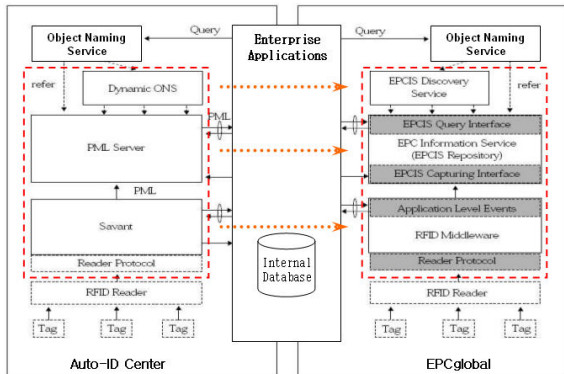 Object Naming
Service
Query
refer
Dynamic ONS
PML
PML Server
PML
Savant
Reader Protocol
RFID Reader
Tag
Tag
Tag
Auto-ID Center
Enterprise
Applications
Internal
Database
Query
Object Naming
Service
refer
EPCIS Discovery
Service
EPCIS Query Interface
EPC Information Service
(EPCIS Repository)
EPCIS Capturing Interface
Application Level Events
RFID Middleware
Reader Protocol
RFID Reader
Tag
Tag
Tag
EPCglobal